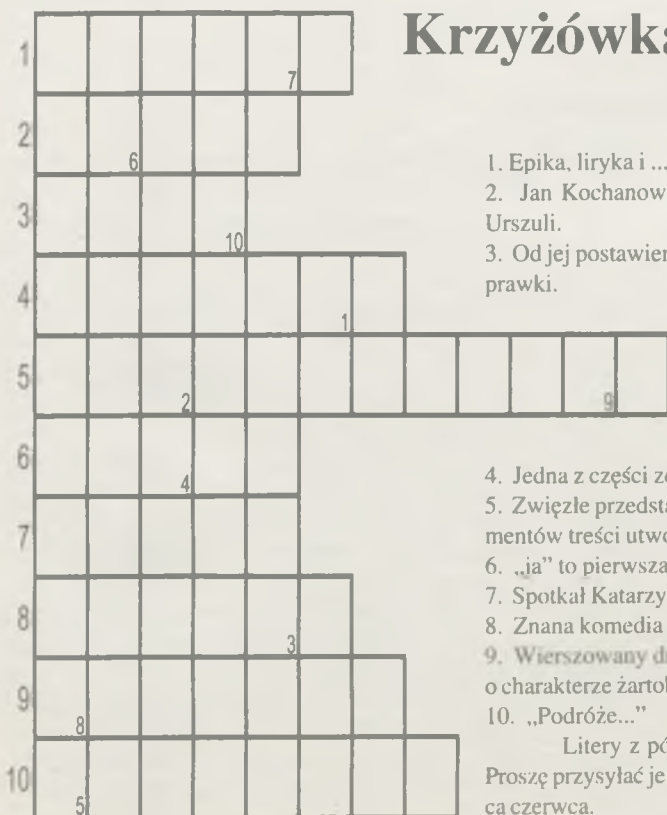 Krzyżówka
1
7
2
6
3
10
4
1
5
2
9
6
4
7
8
3
9
8
10
5
1. Epika, liryka i ...
2. Jan Kochanow
Urszuli.
3. Od jej postawien
prawki.
4. Jedna z części z
5. Zwięzłe przedsta
mentów treści utwo
6. „ja” to pierwsza
7. Spotkał Katarzy
8. Znana komedia
9. Wierszowany d
o charakterze żarto
10. „Podróże...”
Litery z pó
Proszę przysyłać je
ca czerwca.